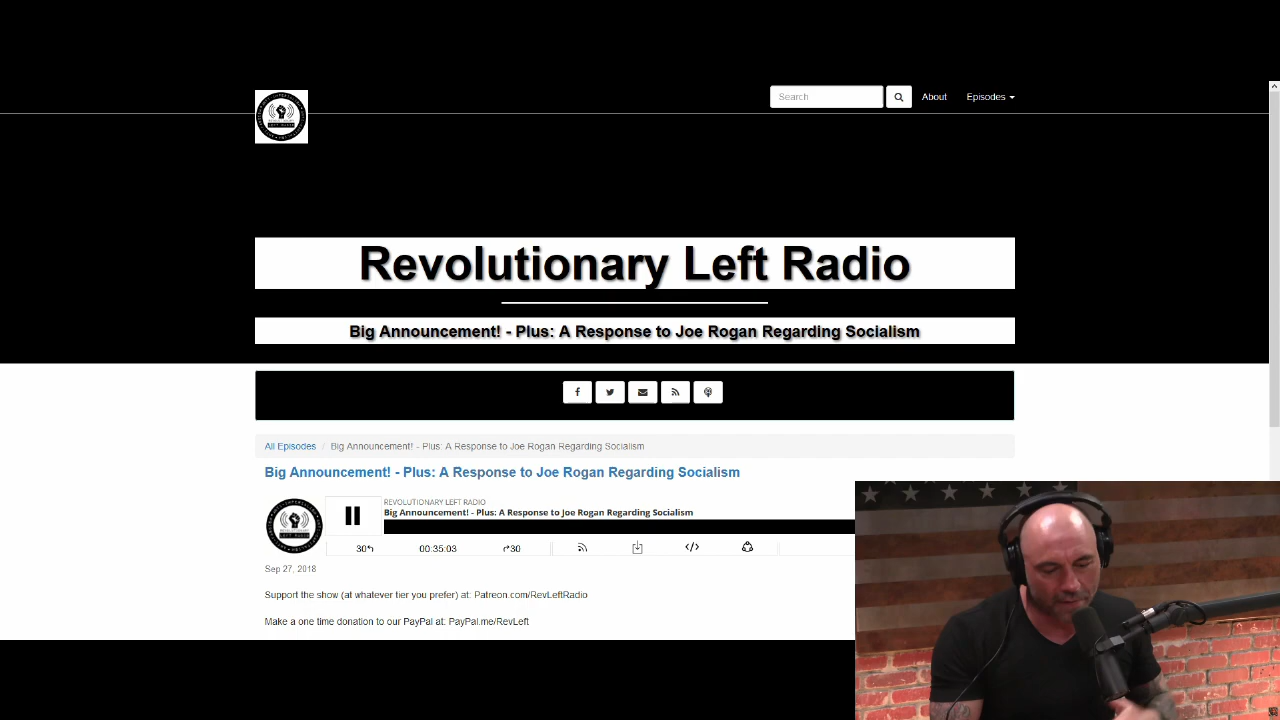 Search
About
Episodes
Revolutionary Left Radio
Big Announcement! - Plus: A Response to Joe Rogan Regarding Socialism
All Episodes / Big Announcement! - Plus: A Response to Joe Rogan Regarding Socialism
Big Announcement! - Plus: A Response to Joe Rogan Regarding Socialism
REVOLUTIONARY LEFT RADIO
Big Announcement! - Plus: A Response to Joe Rogan Regarding Socialism
30 00:35:03 30
Sep 27, 2018
Support the show (at whatever tier you prefer) at: Patreon.com/RevLeftRadio
Make a one time donation to our PayPal at: PayPal.me/RevLeft